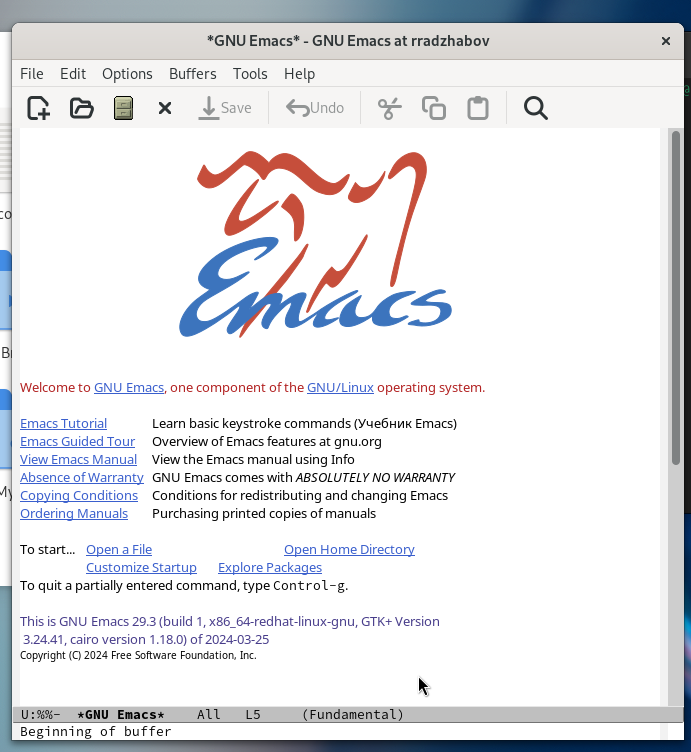 *GNU Emacs* - GNU Emacs at rradzhabov
File Edit Options Buffers Tools Help
Save Undo
Emacs
Welcome to GNU Emacs, one component of the GNU/Linux operating system.
Emacs Tutorial Learn basic keystroke commands (Учебник Emacs)
Emacs Guided Tour Overview of Emacs features at gnu.org
View Emacs Manual View the Emacs manual using Info
Absence of Warranty GNU Emacs comes with ABSOLUTELY NO WARRANTY
Copying Conditions Conditions for redistributing and changing Emacs
Ordering Manuals Purchasing printed copies of manuals
To start... Open a File Open Home Directory
Customize Startup Explore Packages
To quit a partially entered command, type Control-g.
This is GNU Emacs 29.3 (build 1, x86_64-redhat-linux-gnu, GTK+ Version
3.24.41, cairo version 1.18.0) of 2024-03-25
Copyright (C) 2024 Free Software Foundation, Inc.
U:%%- *GNU Emacs* All L5 (Fundamental)
Beginning of buffer